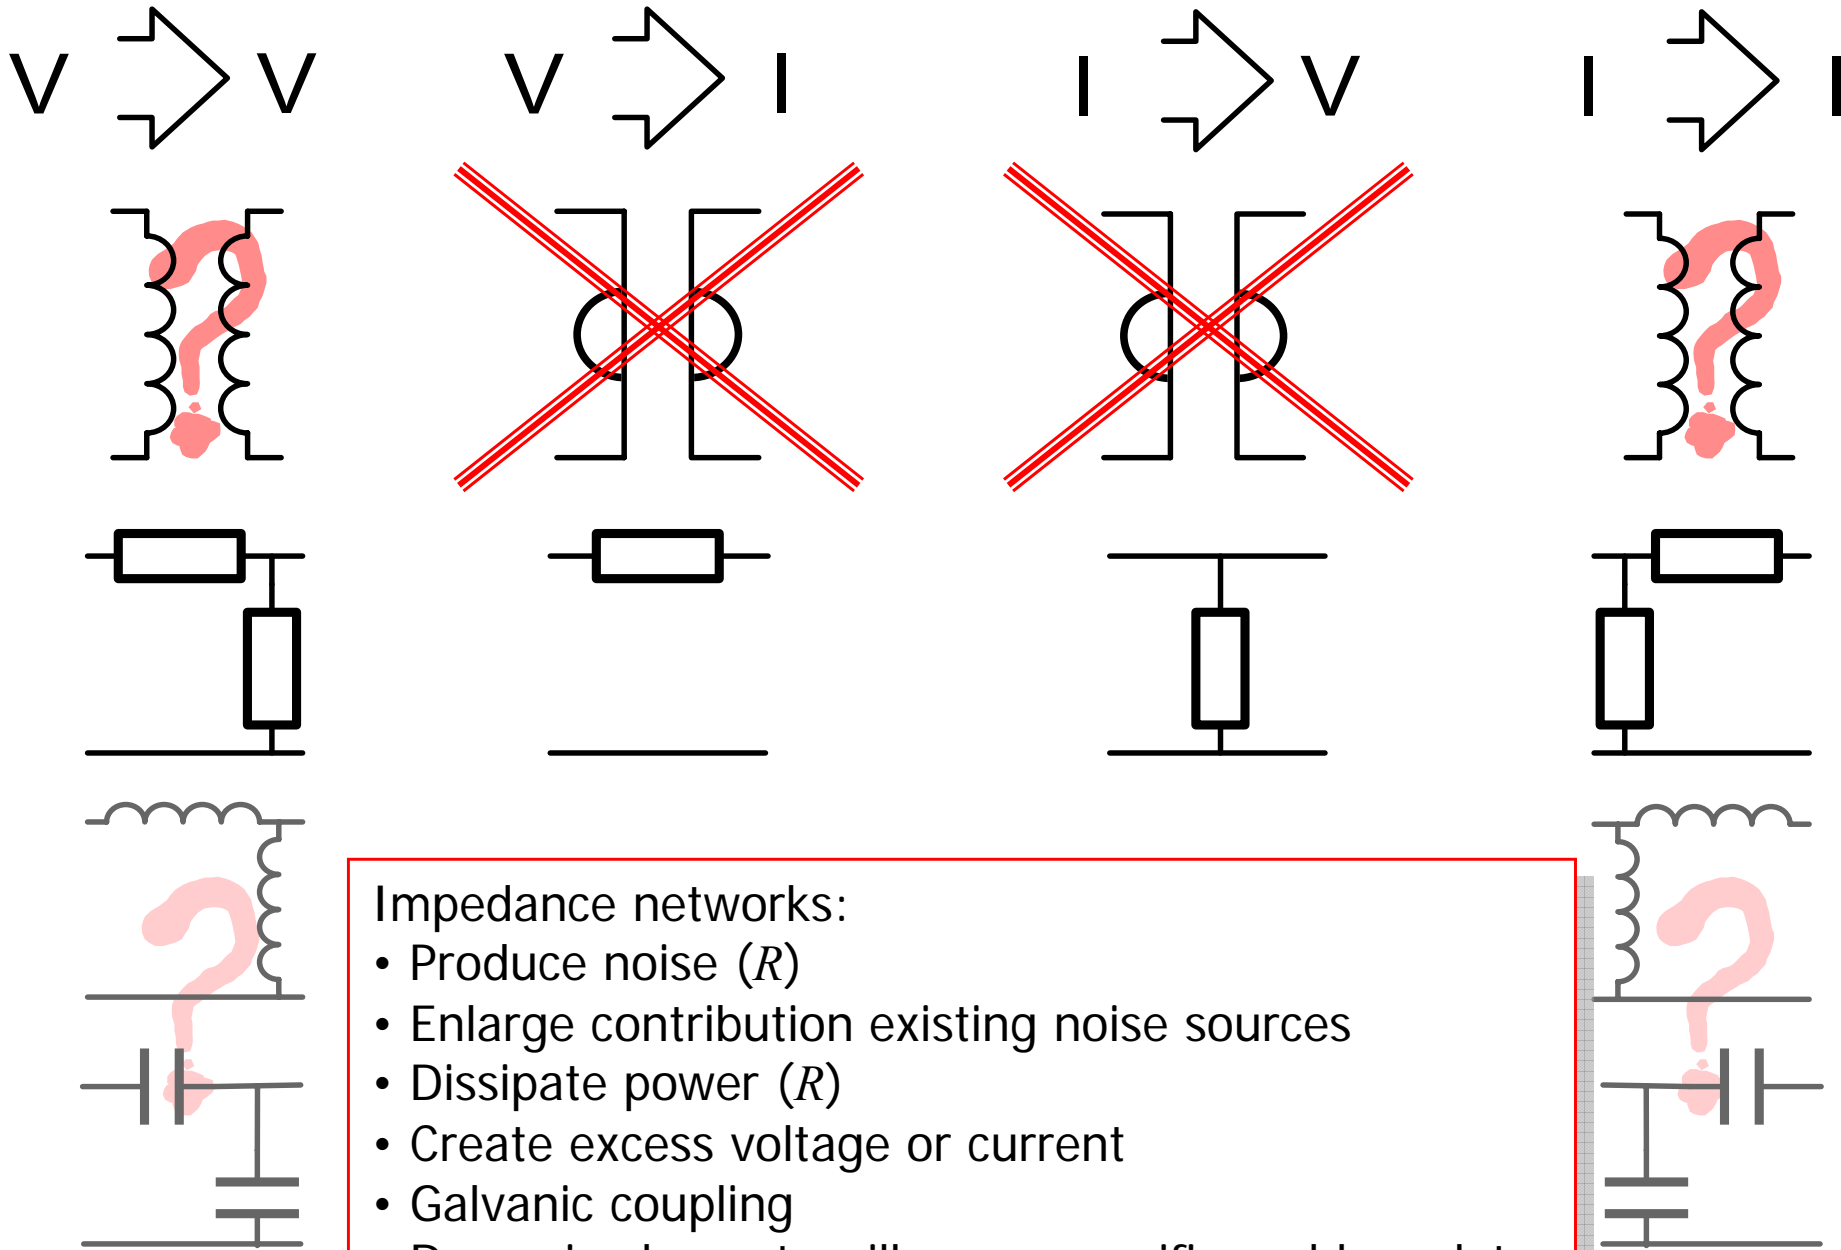 V V V I I V I I
Impedance networks:
• Produce noise (R)
• Enlarge contribution existing noise sources
• Dissipate power (R)
• Create excess voltage or current
• Galvanic coupling